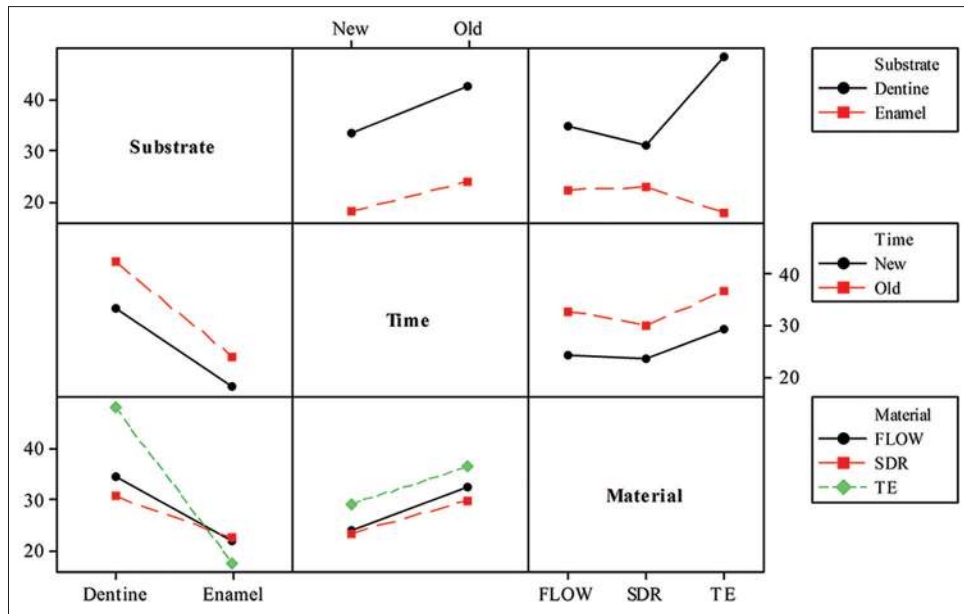 New Old
Substrate
Dentine
Enamel
40
30
20
Substrate
Time
New
Old
Time
40
30
20
Material
FLOW
SDR
TE
40
30
20
Material
Dentine Enamel FLOW SDR TE